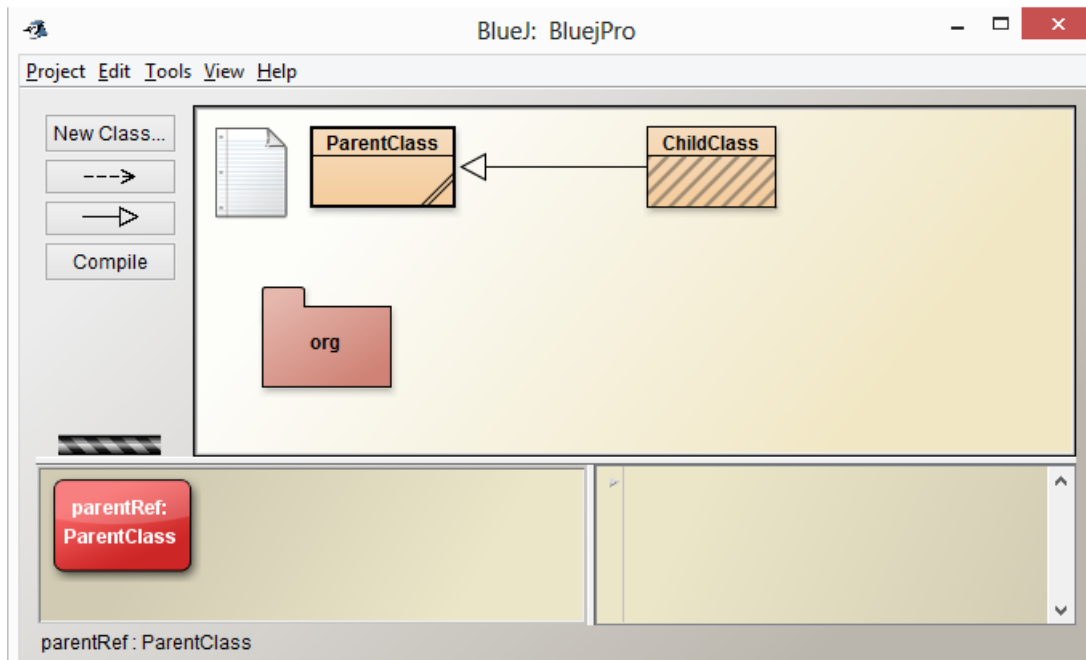 BlueJ: BluejPro
Project Edit Tools View Help
New Class...
Compile
ParentClass
ChildClass
org
parentRef:
ParentClass
parentRef : ParentClass